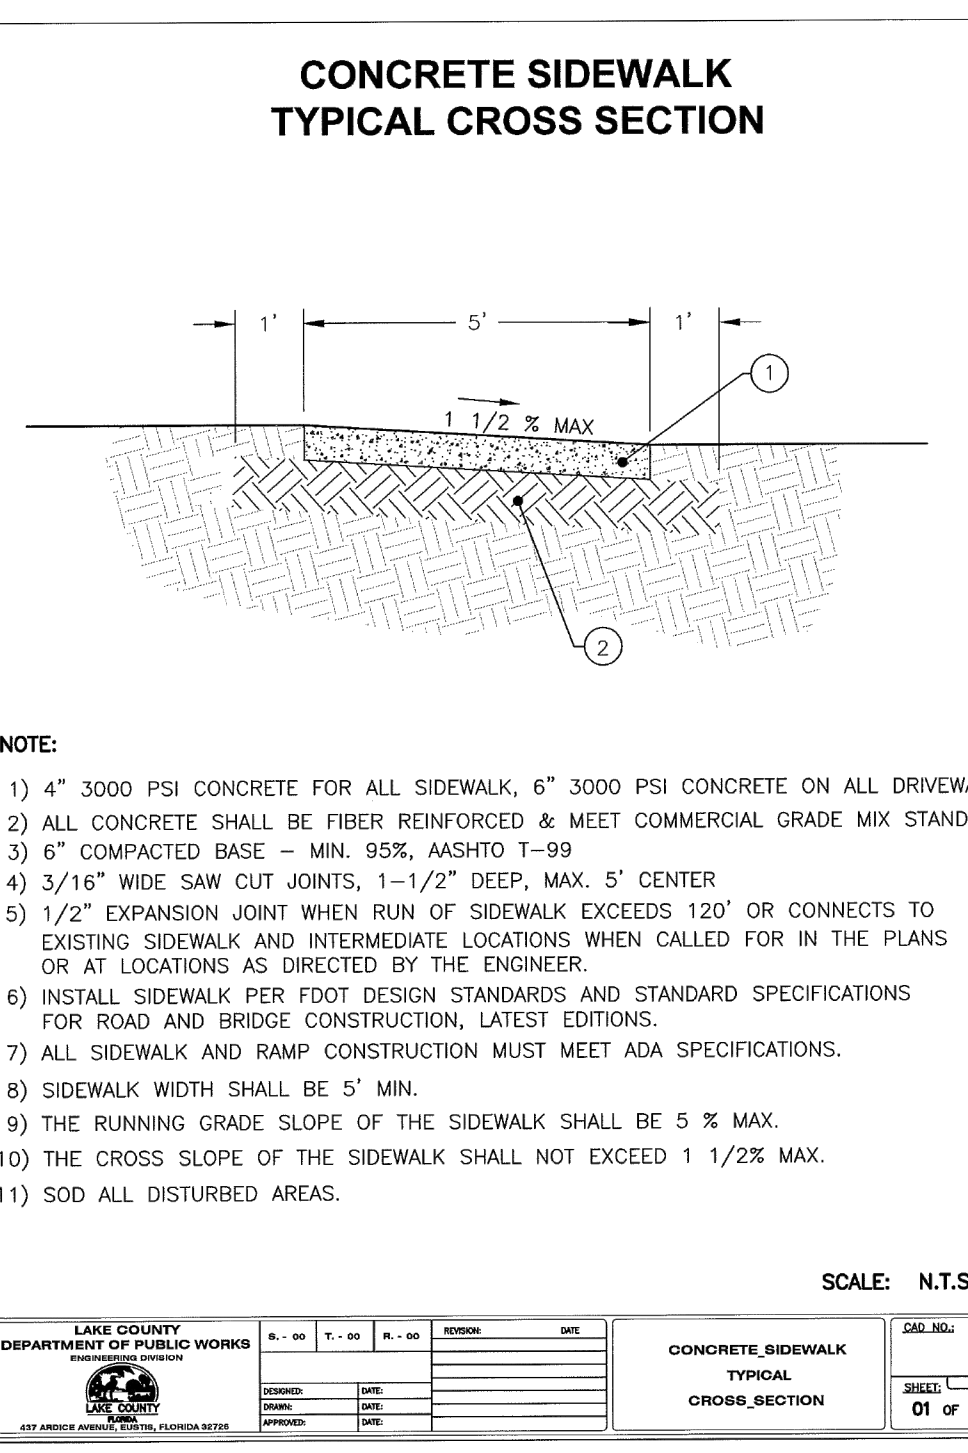 CONCRETE SIDEWALK
TYPICAL CROSS SECTION
1' 5' 1'
1
1 1/2 % MAX
2
NOTE:
1) 4" 3000 PSI CONCRETE FOR ALL SIDEWALK, 6" 3000 PSI CONCRETE ON ALL
2) ALL CONCRETE SHALL BE FIBER REINFORCED & MEET COMMERCIAL GRADE MIX
3) 6" COMPACTED BASE – MIN. 95%, AASHTO T–99
4) 3/16" WIDE SAW CUT JOINTS, 1–1/2" DEEP, MAX. 5' CENTER
5) 1/2" EXPANSION JOINT WHEN RUN OF SIDEWALK EXCEEDS 120' OR CONNECTS TO
EXISTING SIDEWALK AND INTERMEDIATE LOCATIONS WHEN CALLED FOR IN THE PLANS
OR AT LOCATIONS AS DIRECTED BY THE ENGINEER.
6) INSTALL SIDEWALK PER FDOT DESIGN STANDARDS AND STANDARD SPECIFICATIONS
FOR ROAD AND BRIDGE CONSTRUCTION, LATEST EDITIONS.
7) ALL SIDEWALK AND RAMP CONSTRUCTION MUST MEET ADA SPECIFICATIONS.
8) SIDEWALK WIDTH SHALL BE 5' MIN.
9) THE RUNNING GRADE SLOPE OF THE SIDEWALK SHALL BE 5 % MAX.
10) THE CROSS SLOPE OF THE SIDEWALK SHALL NOT EXCEED 1 1/2% MAX.
11) SOD ALL DISTURBED AREAS.
SCALE: N.T.S
LAKE COUNTY
DEPARTMENT OF PUBLIC WORKS
ENGINEERING DIVISION
LAKE COUNTY
FLORIDA
437 ARDICE AVENUE, EUSTIS, FLORIDA 32726
S. - 00 T. - 00 R. - 00
DESIGNED: DATE:
DRAWN: DATE:
APPROVED: DATE:
REVISION: DATE
CONCRETE_SIDEWALK
TYPICAL
CROSS_SECTION
CAD NO.:
SHEET:
01 OF